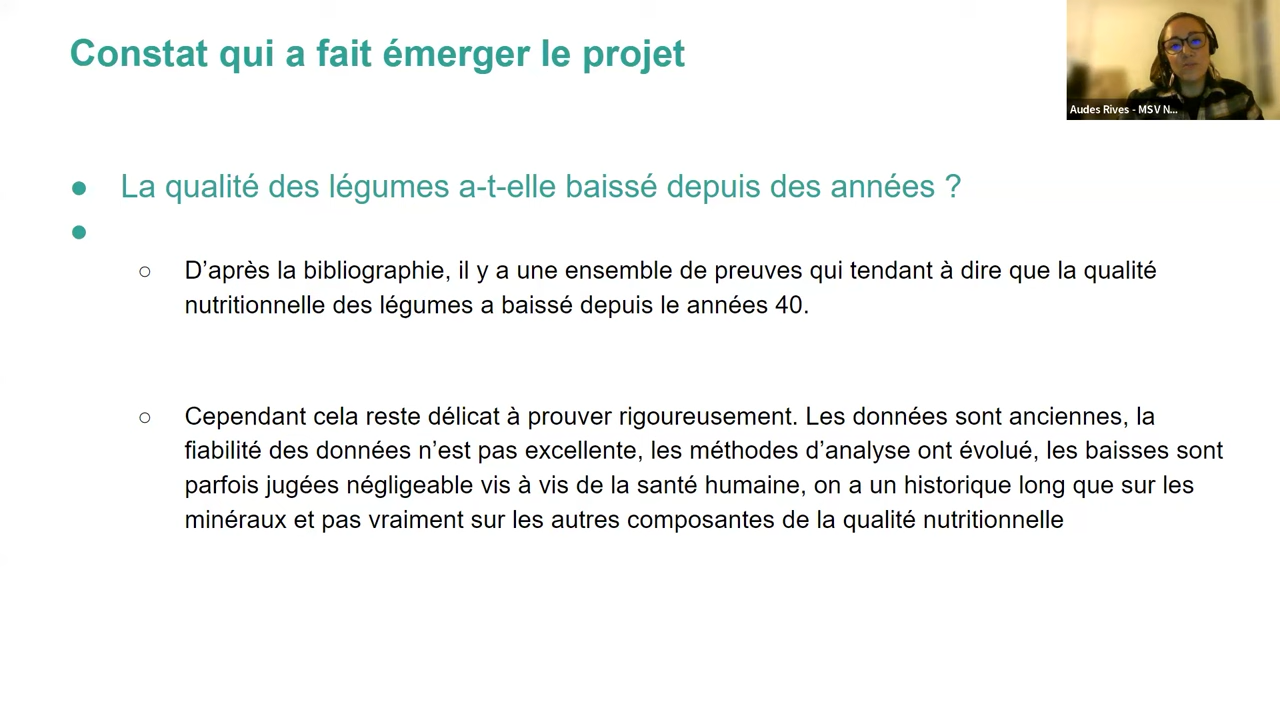 Constat qui a fait émerger le projet
Audes Rives - MSV N...
● La qualité des légumes a-t-elle baissé depuis des années ?
●
○ D’après la bibliographie, il y a une ensemble de preuves qui tendant à dire que la qualité
nutritionnelle des légumes a baissé depuis le années 40.
○ Cependant cela reste délicat à prouver rigoureusement. Les données sont anciennes, la
fiabilité des données n’est pas excellente, les méthodes d’analyse ont évolué, les baisses sont
parfois jugées négligeable vis à vis de la santé humaine, on a un historique long que sur les
minéraux et pas vraiment sur les autres composantes de la qualité nutritionnelle